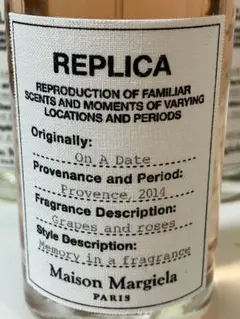 REPLICA
REPRODUCTION OF FAMILIAR
SCENTS AND MOMENTS OF VARYING
LOCATIONS AND PERIODS
Originally:
On A Date
Provenance and Period:
Provence, 2014
Fragrance Description:
Grapes and roses
Style Description:
Memory in a fragrance
Maison Margiela
PARIS